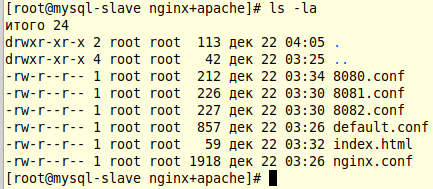 [root@mysql-slave nginx+apache]# ls -la
итого 24
drwxr-xr-x 2 root root  113 дек 22 04:05 .
drwxr-xr-x 4 root root   42 дек 22 03:25 ..
-rw-r--r-- 1 root root  212 дек 22 03:34 8080.conf
-rw-r--r-- 1 root root  226 дек 22 03:30 8081.conf
-rw-r--r-- 1 root root  227 дек 22 03:30 8082.conf
-rw-r--r-- 1 root root  857 дек 22 03:26 default.conf
-rw-r--r-- 1 root root   59 дек 22 03:32 index.html
-rw-r--r-- 1 root root 1918 дек 22 03:26 nginx.conf
[root@mysql-slave nginx+apache]#